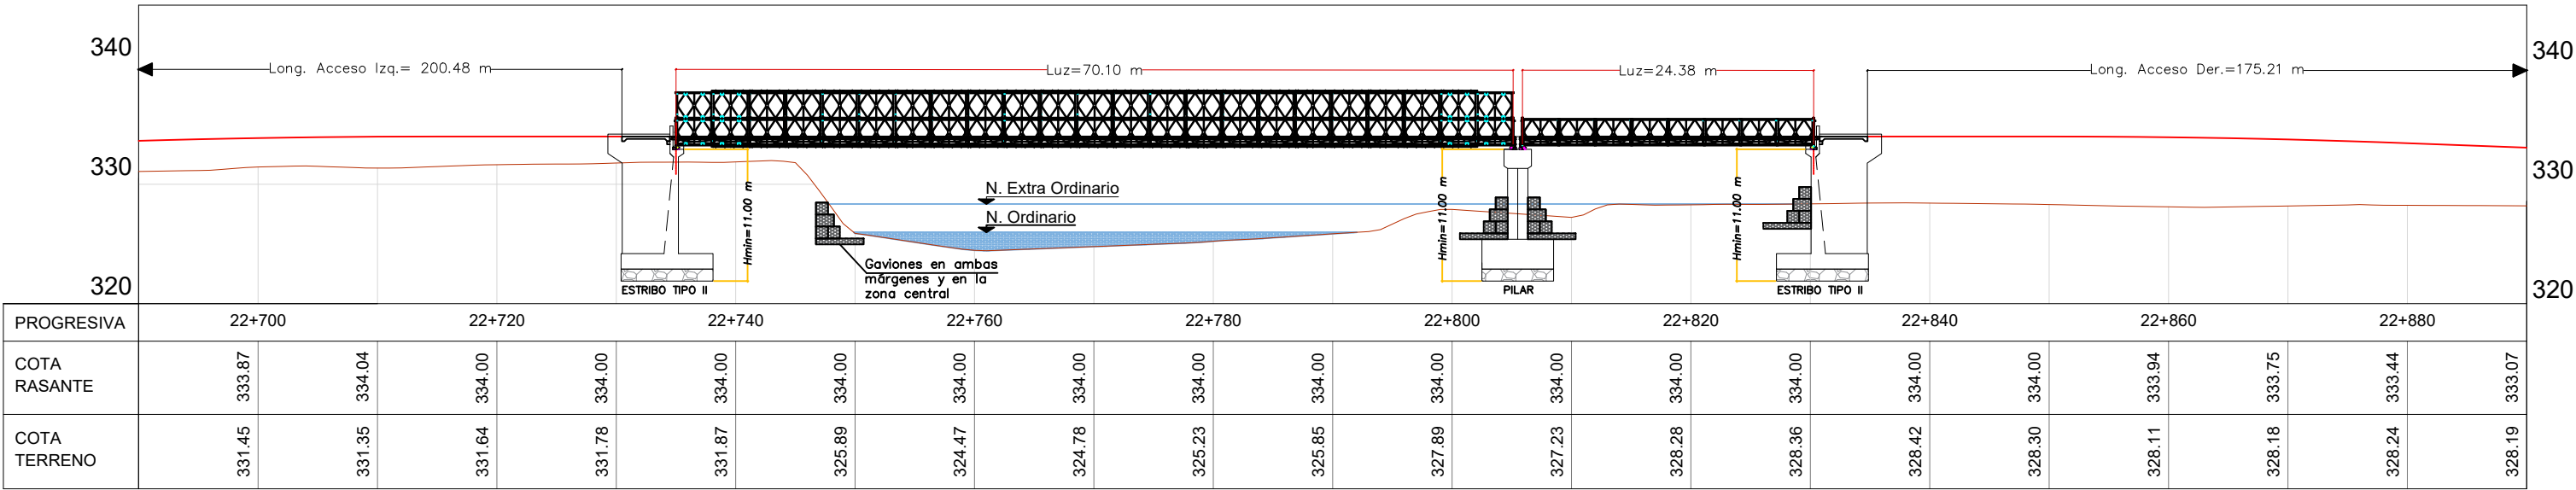 340
340
Long. Acceso Izq.= 200.48 m
Luz=70.10 m
Luz=24.38 m
Long. Acceso Der.=175.21 m
330
330
N. Extra Ordinario
N. Ordinario
Hmin=11.00 m
Hmin=11.00 m
Hmin=11.00 m
Gaviones en ambas
márgenes y en la
zona central
320
320
ESTRIBO TIPO II
PILAR
ESTRIBO TIPO II
PROGRESIVA 22+700 22+720 22+740 22+760 22+780 22+800 22+820 22+840 22+860 22+880
COTA
RASANTE
333.87 334.04 334.00 334.00 334.00 334.00 334.00 334.00 334.00 334.00 334.00 334.00 334.00 334.00 334.00 334.00 333.94 333.75 333.44 333.07
COTA
TERRENO
331.45 331.35 331.64 331.78 331.87 325.89 324.47 324.78 325.23 325.85 327.89 327.23 328.28 328.36 328.42 328.30 328.11 328.18 328.24 328.19